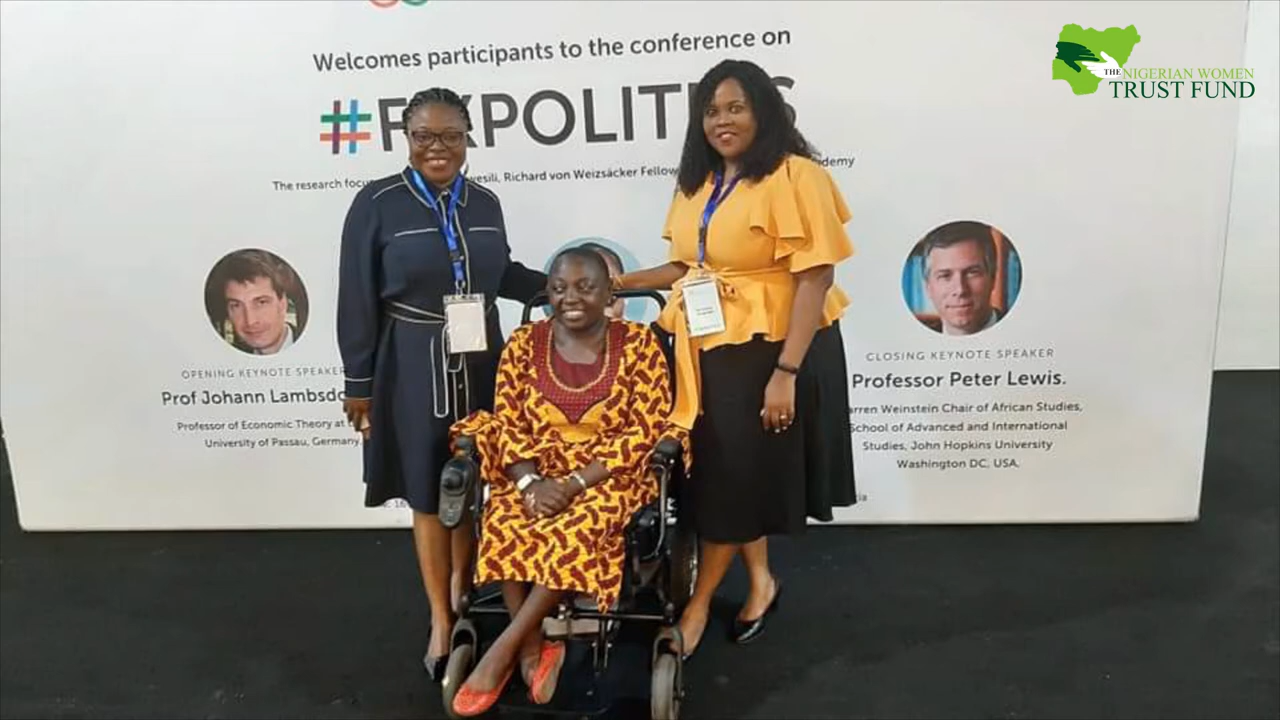 Welcomes participants to the conference on
#F XPOLIT S
The research focu vesili, Richard von Weizsäcker Fellow demy
OPENING KEYNOTE SPEAKER
Prof Johann Lambsdo
Professor of Economic Theory at
University of Passau, Germany.
CLOSING KEYNOTE SPEAKER
Professor Peter Lewis.
arren Weinstein Chair of African Studies,
School of Advanced and International
Studies, John Hopkins University
Washington DC, USA.
THE NIGERIAN WOMEN
TRUST FUND